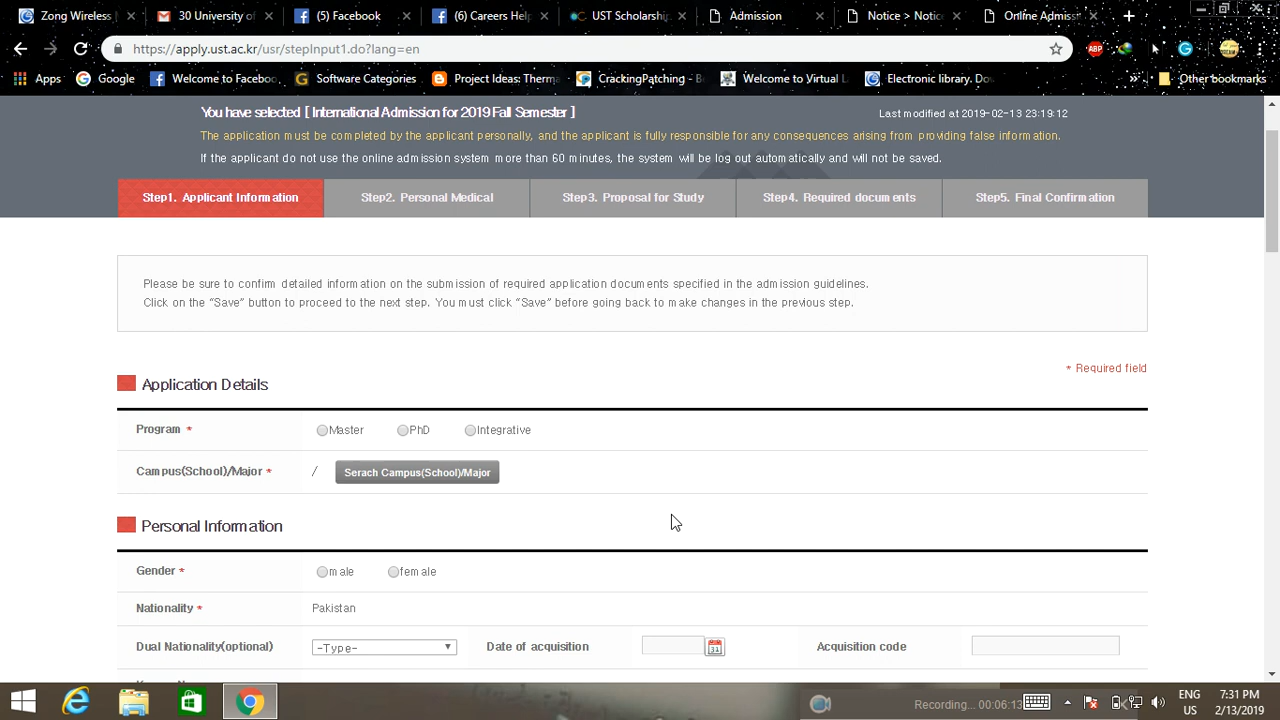 Zong Wireless
30 University of
(5) Facebook
(6) Careers Help
UST Scholarship
Admission
Notice > Notice
Online Admiss
https://apply.ust.ac.kr/usr/stepInput1.do?lang=en
ABP
Apps
Google
Welcome to Faceboo
Software Categories
Project Ideas: Therma
CrackingPatching - Be
Welcome to Virtual L
Electronic library. Do
Other bookmarks
You have selected [ International Admission for 2019 Fall Semester ]
Last modified at 2019-02-13 23:19:12
The application must be completed by the applicant personally, and the applicant is fully responsible for any consequences arising from providing false information.
If the applicant do not use the online admission system more than 60 minutes, the system will be log out automatically and will not be saved.
Step1. Applicant Information
Step2. Personal Medical
Step3. Proposal for Study
Step4. Required documents
Step5. Final Confirmation
Please be sure to confirm detailed information on the submission of required application documents specified in the admission guidelines.
Click on the "Save" button to proceed to the next step. You must click "Save" before going back to make changes in the previous step.
* Required field
Application Details
Program * Master PhD Integrative
Campus(School)/Major * / Serach Campus(School)/Major
Personal Information
Gender * male female
Nationality * Pakistan
Dual Nationality(optional) -Type- Date of acquisition 31 Acquisition code
Recording... 00:06:13
ENG
US
7:31 PM
2/13/2019